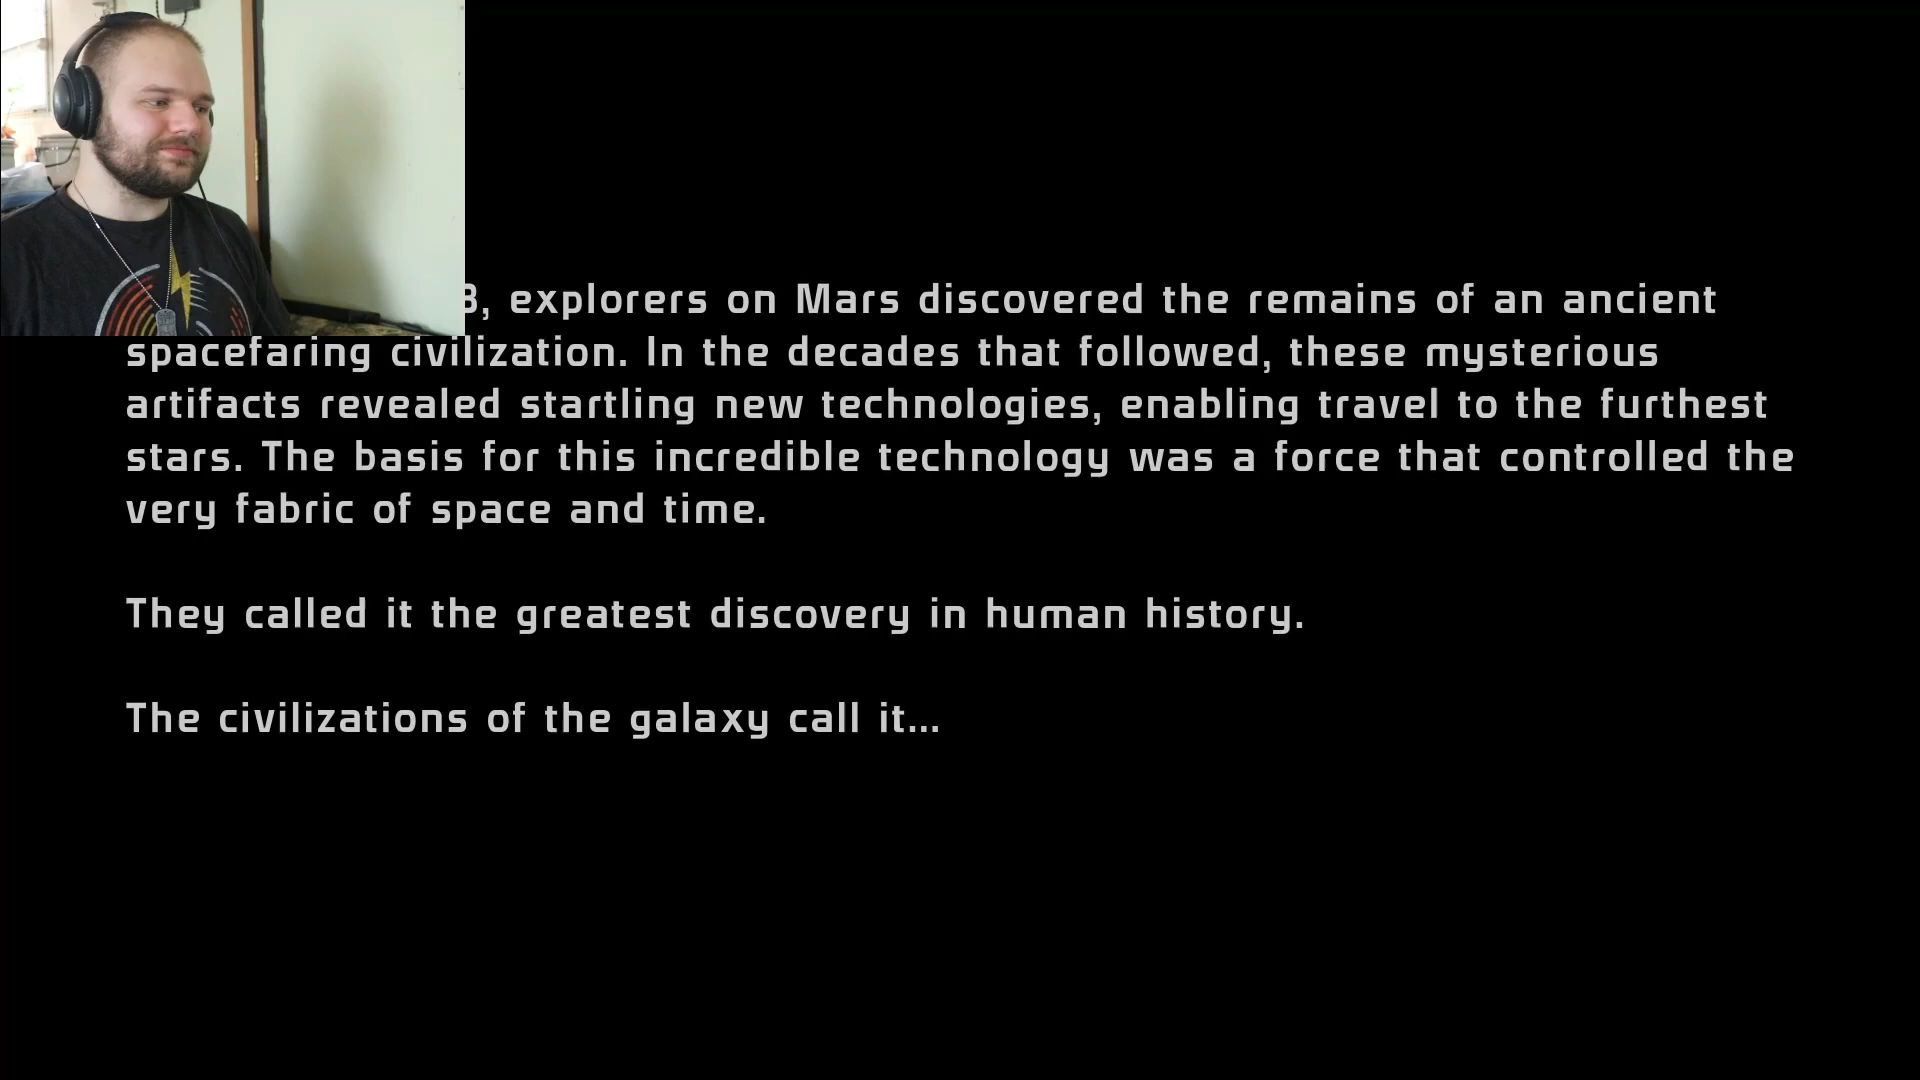 , explorers on Mars discovered the remains of an ancient
spacefaring civilization. In the decades that followed, these mysterious
artifacts revealed startling new technologies, enabling travel to the furthest
stars. The basis for this incredible technology was a force that controlled the
very fabric of space and time.
They called it the greatest discovery in human history.
The civilizations of the galaxy call it...